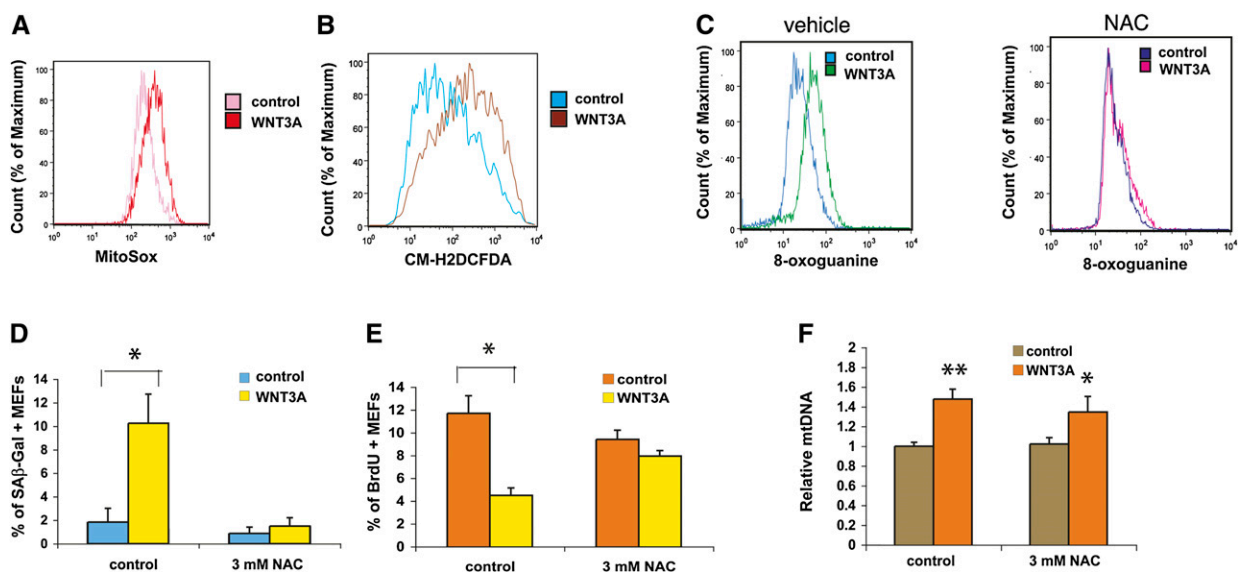 A
Count (% of Maximum)
100
80
60
40
20
0
10⁰ 10¹ 10² 10³ 10⁴
MitoSox
control
WNT3A
B
Count (% of Maximum)
100
80
60
40
20
0
10⁰ 10¹ 10² 10³ 10⁴
CM-H2DCFDA
control
WNT3A
C
vehicle
Count (% of Maximum)
100
80
60
40
20
0
10⁰ 10¹ 10² 10³ 10⁴
8-oxoguanine
control
WNT3A
NAC
Count (% of Maximum)
100
80
60
40
20
0
10⁰ 10¹ 10² 10³ 10⁴
8-oxoguanine
control
WNT3A
D
% of SAβ-Gal + MEFs
14
12
10
8
6
4
2
0
*
control
WNT3A
control 3 mM NAC
E
% of BrdU + MEFs
14
12
10
8
6
4
2
0
*
control
WNT3A
control 3 mM NAC
F
Relative mtDNA
2
1.8
1.6
1.4
1.2
1
0.8
0.6
0.4
0.2
0
control
WNT3A
**
*
control 3 mM NAC